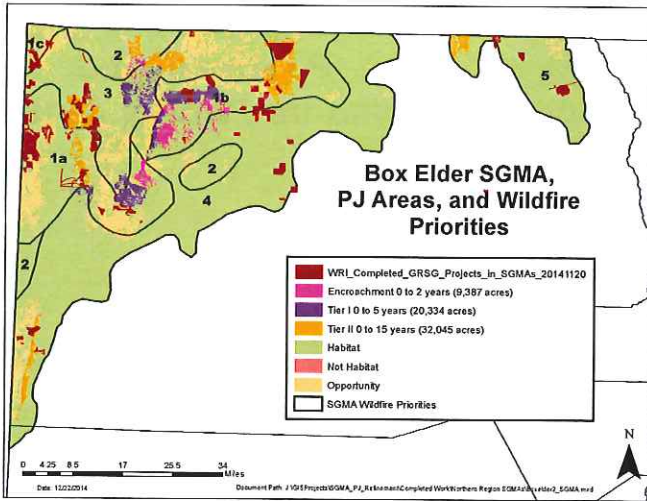 1c
2
3
1b
5
1a
2
4
2
Box Elder SGMA,
PJ Areas, and Wildfire
Priorities
WRI_Completed_GRSG_Projects_in_SGMAs_20141120
Encroachment 0 to 2 years (9,387 acres)
Tier I 0 to 5 years (20,334 acres)
Tier II 0 to 15 years (32,045 acres)
Habitat
Not Habitat
Opportunity
SGMA Wildfire Priorities
N
0 4.25 8.5 17 25.5 34
Miles
Date: 12/22/2014
Document Path: